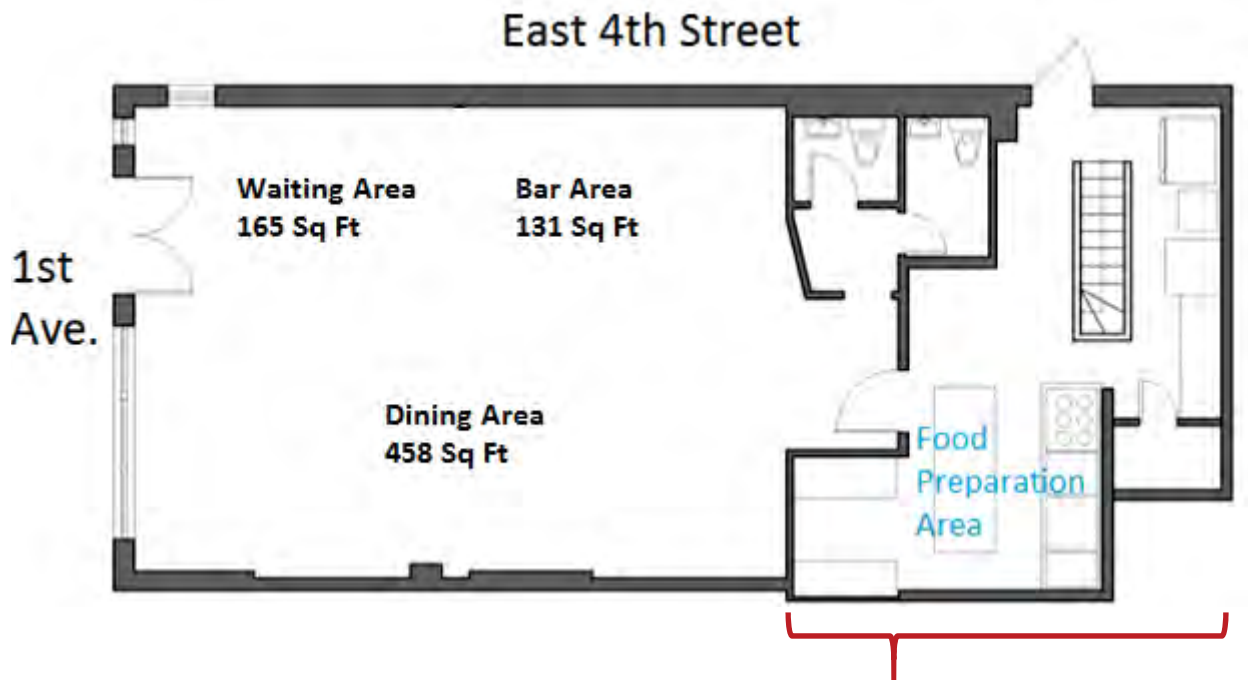 East 4th Street
Waiting Area
165 Sq Ft
Bar Area
131 Sq Ft
1st
Ave.
Dining Area
458 Sq Ft
Food
Preparation
Area